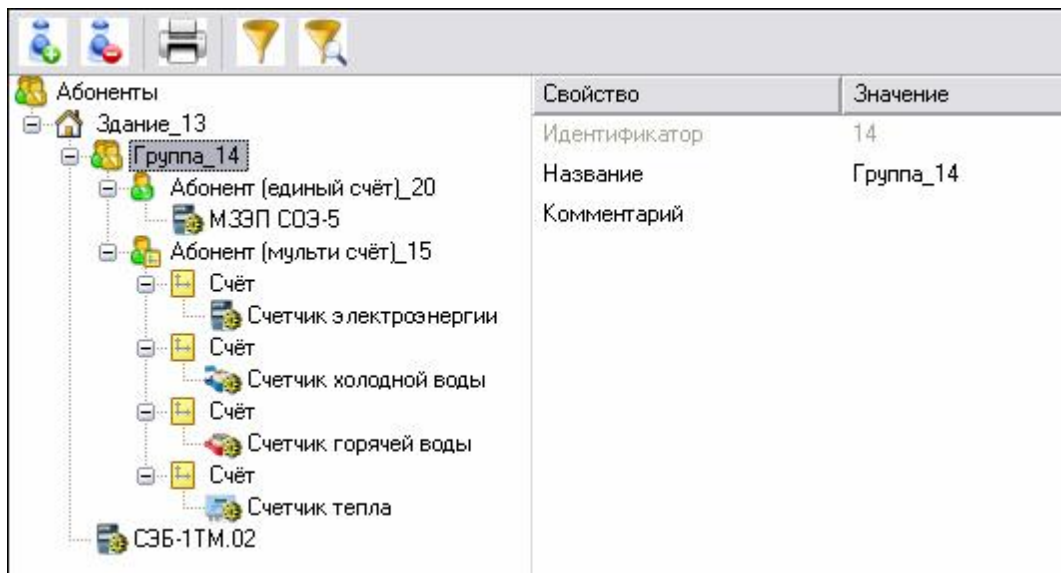 Абоненты
Здание_13
Группа_14
Абонент (единый счёт)_20
МЗЭП СОЭ-5
Абонент (мульти счёт)_15
Счёт
Счетчик электроэнергии
Счёт
Счетчик холодной воды
Счёт
Счетчик горячей воды
Счёт
Счетчик тепла
СЭБ-1ТМ.02
Свойство Значение
Идентификатор 14
Название Группа_14
Комментарий